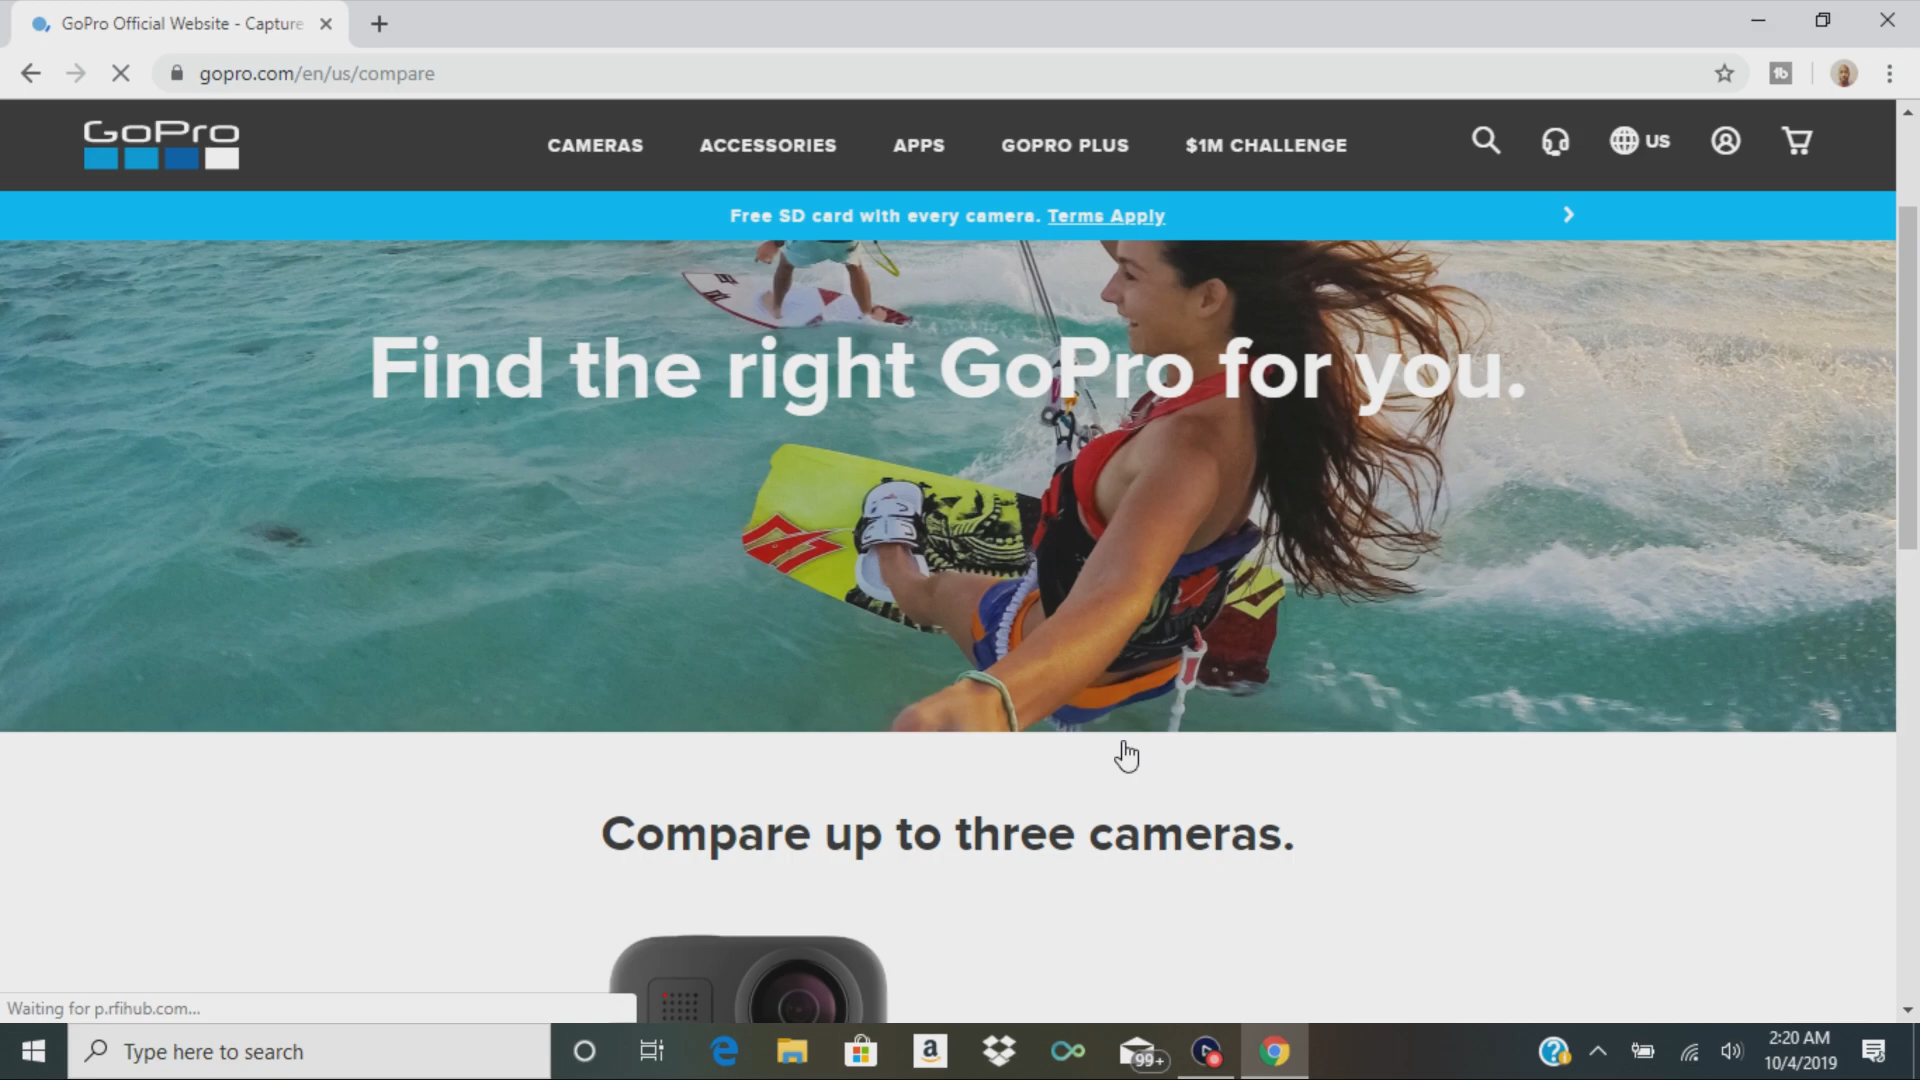 GoPro Official Website - Capture
gopro.com/en/us/compare
GoPro
CAMERAS ACCESSORIES APPS GOPRO PLUS $1M CHALLENGE US
Free SD card with every camera. Terms Apply
Find the right GoPro for you.
Compare up to three cameras.
Waiting for p.rfihub.com...
Type here to search
99+
2:20 AM
10/4/2019